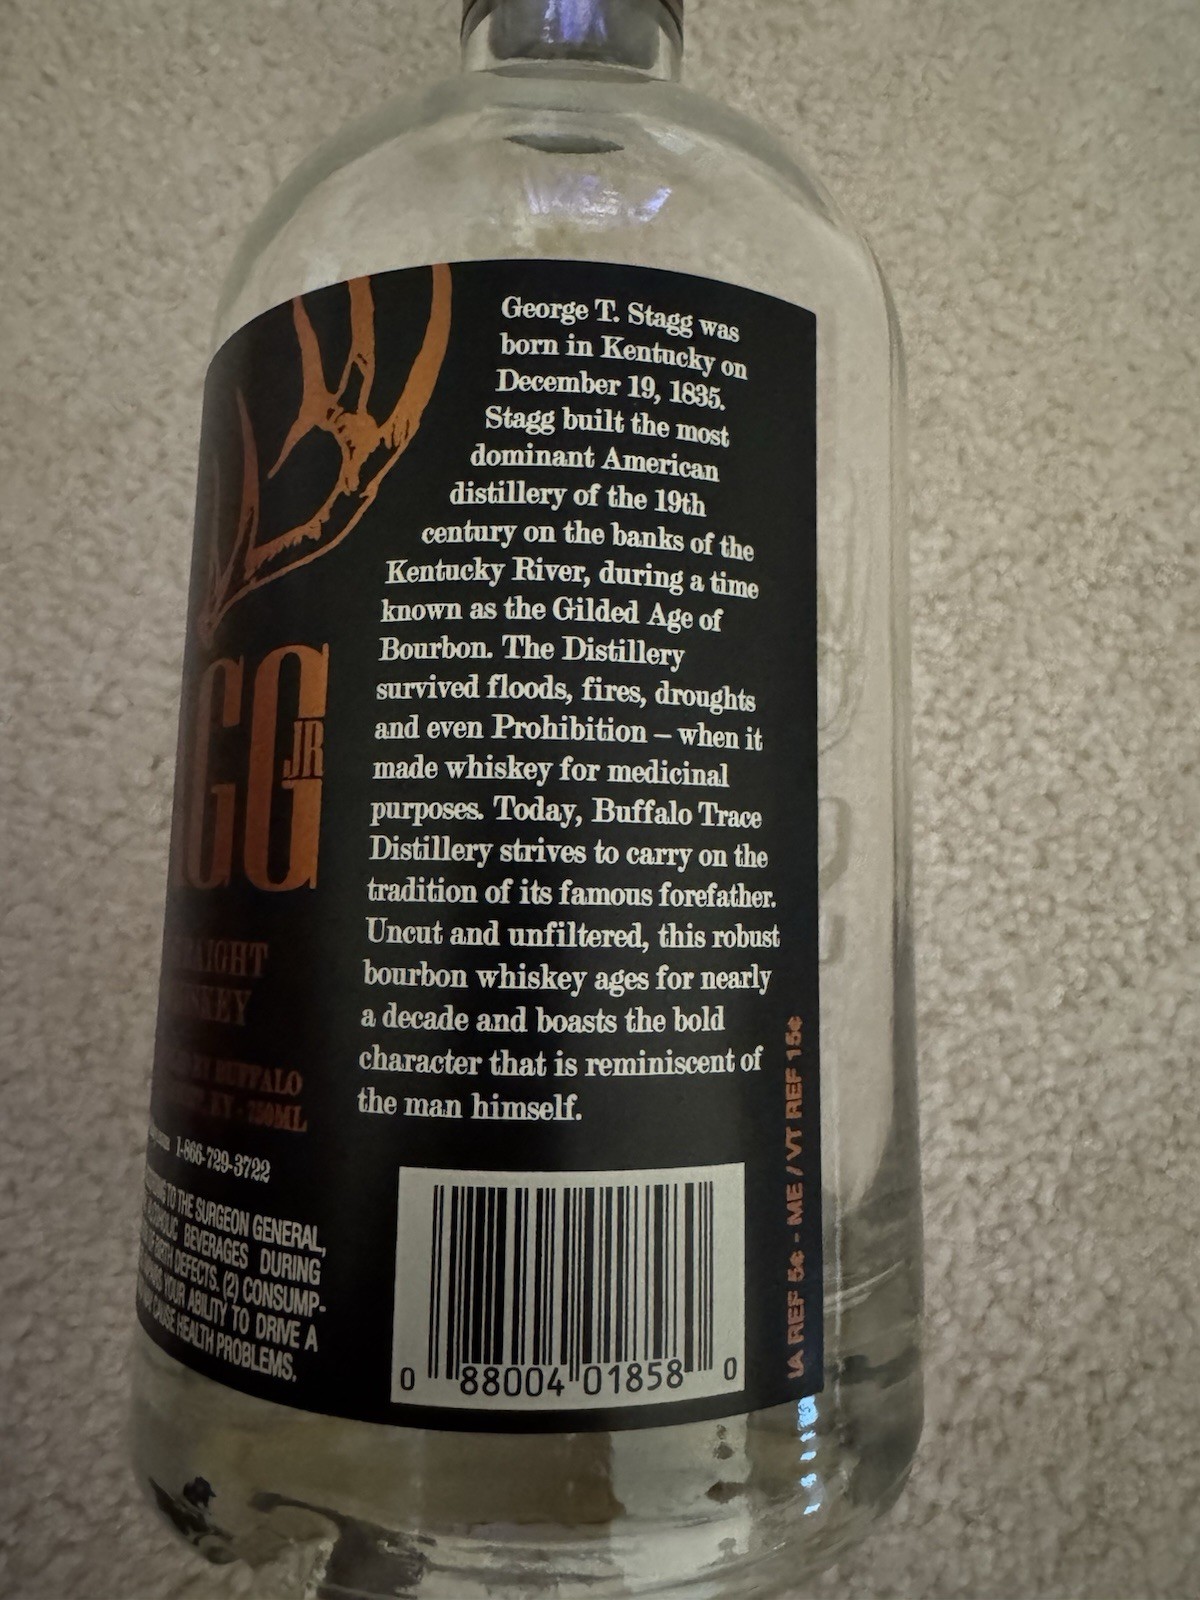 George T. Stagg was
born in Kentucky on
December 19, 1835.
Stagg built the most
dominant American
distillery of the 19th
century on the banks of the
Kentucky River, during a time
known as the Gilded Age of
Bourbon. The Distillery
survived floods, fires, droughts
and even Prohibition – when it
made whiskey for medicinal
purposes. Today, Buffalo Trace
Distillery strives to carry on the
tradition of its famous forefather.
Uncut and unfiltered, this robust
bourbon whiskey ages for nearly
a decade and boasts the bold
character that is reminiscent of
the man himself.
GG
JR
BUFFALO
KY · 750ML
1-866-729-3722
TO THE SURGEON GENERAL,
BEVERAGES DURING
BIRTH DEFECTS. (2) CONSUMP-
YOUR ABILITY TO DRIVE A
CAUSE HEALTH PROBLEMS.
0 88004 01858 0
IA REF 5¢ - ME / VT REF 15¢